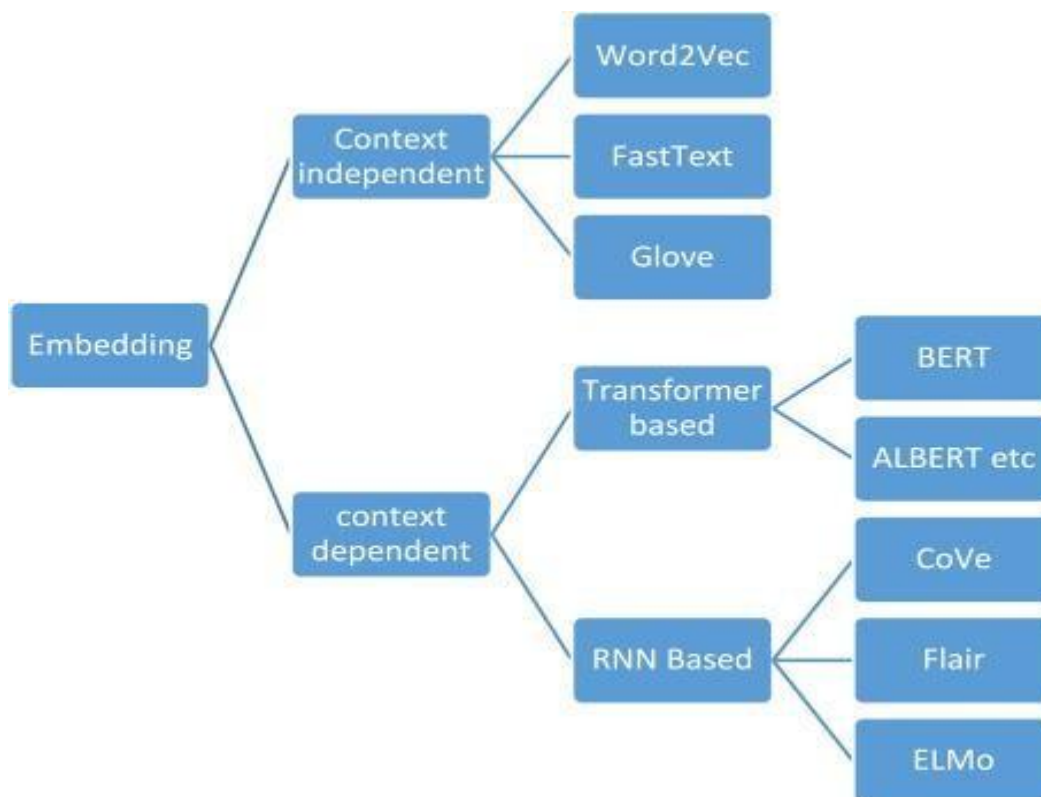 Word2Vec
Context
independent
FastText
Glove
Embedding
BERT
Transformer
based
ALBERT etc
context
dependent
CoVe
RNN Based
Flair
ELMo